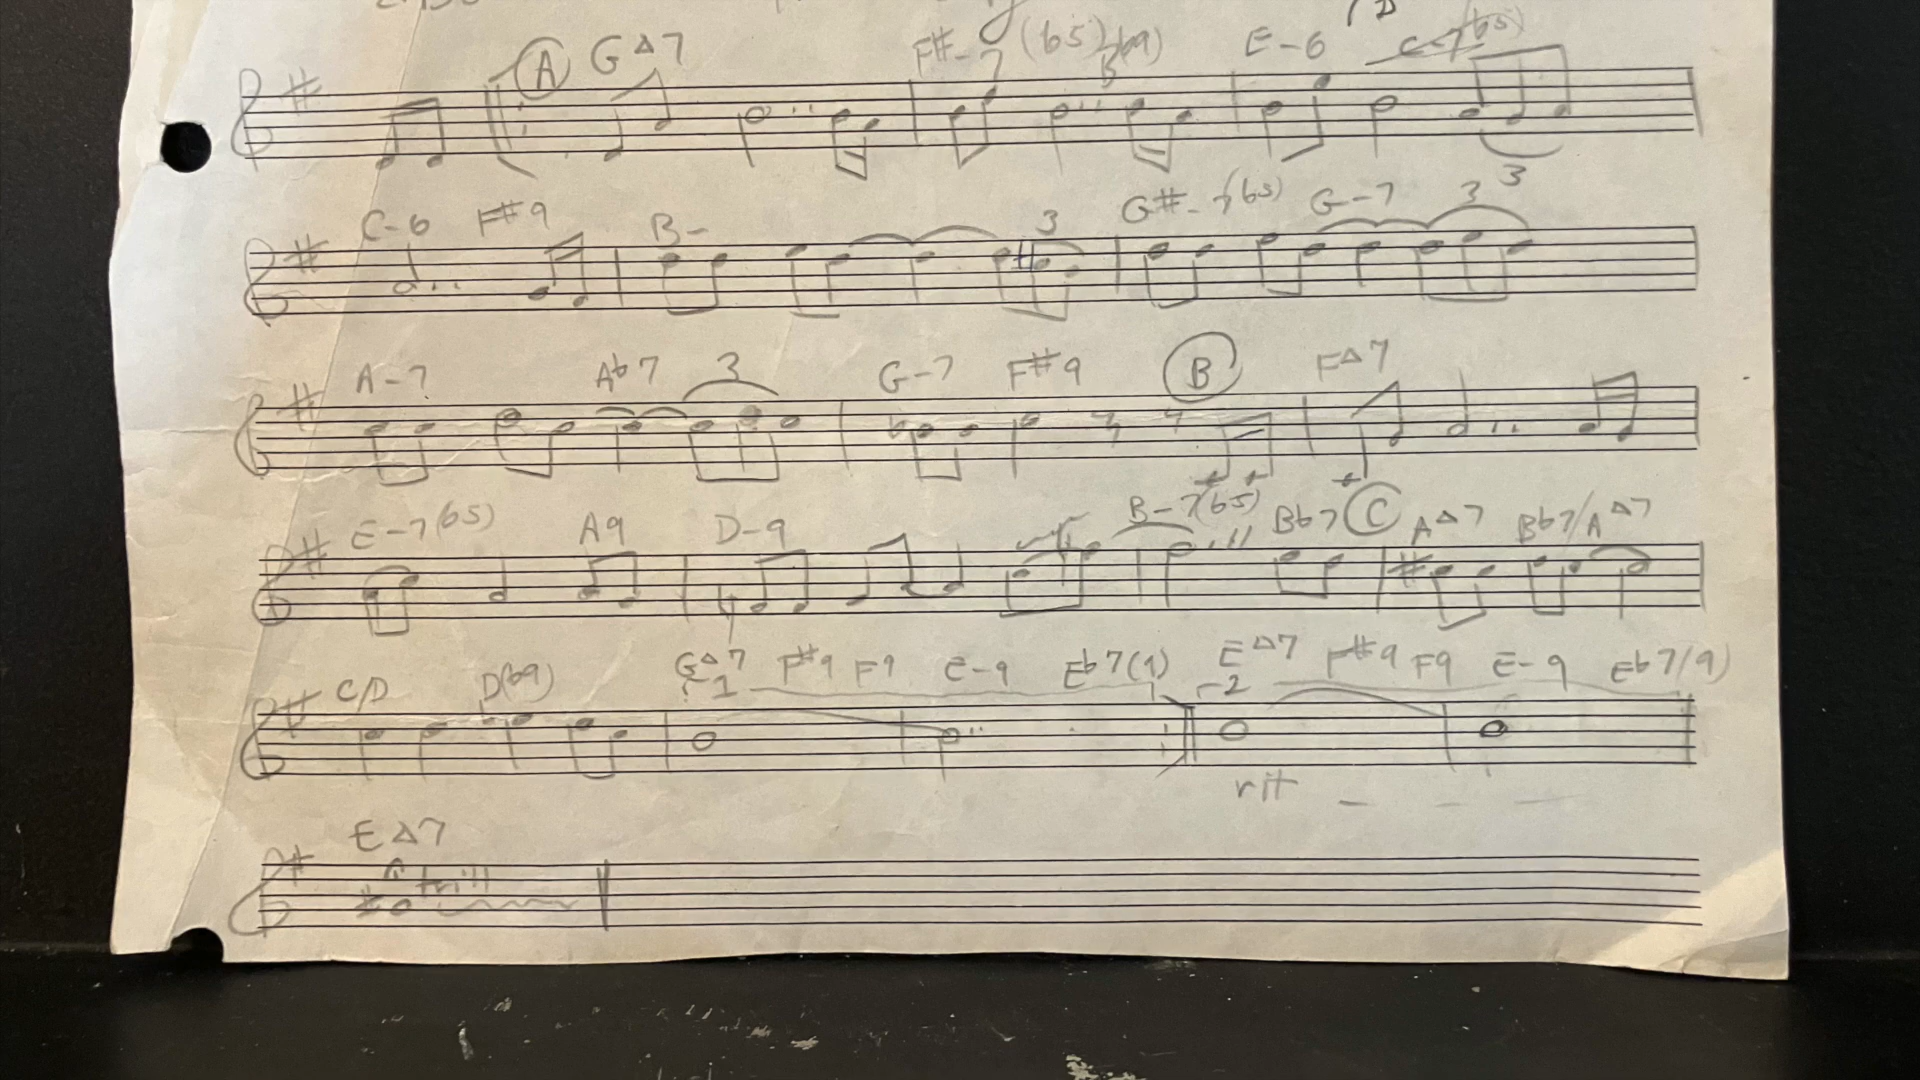 A GΔ7 F#-7 (b5) (b9) E-6
3
3
C-6 F#9 B- 3 G#-7(b5) G-7 3
A-7 Ab7 3 G-7 F#9 B FΔ7
E-7(b5) A9 D-9 B-7(b5) Bb7 C AΔ7 Bb7/AΔ7
C/D D(b9) GΔ7 F#9 F9 E-9 Eb7(9) EΔ7 F#9 F9 E-9 Eb7(9)
1 2
rit
EΔ7
trill